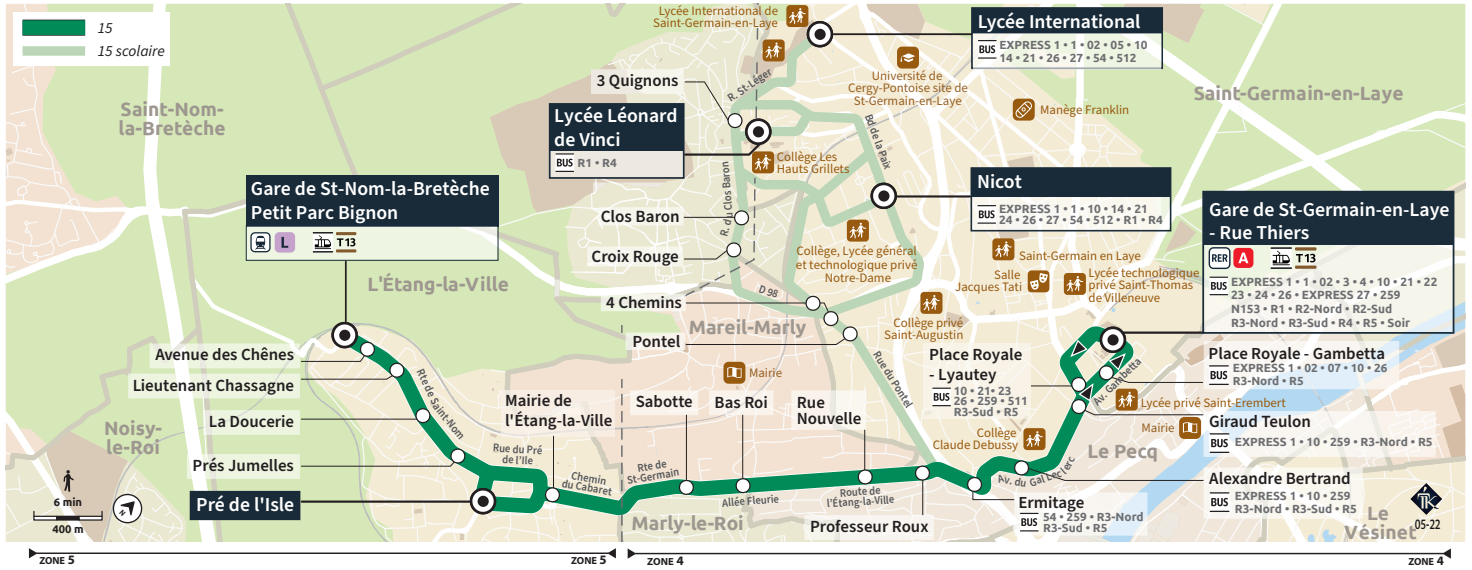 15
15 scolaire
Saint-Nom-
la-Bretèche
Lycée International de
Saint-Germain-en-Laye
Lycée International
BUS EXPRESS 1 • 1 • 02 • 05 • 10
14 • 21 • 26 • 27 • 54 • 512
3 Quignons
R. St-Léger
Université de
Cergy-Pontoise site de
St-Germain-en-Laye
Manège Franklin
Saint-Germain-en-Laye
Lycée Léonard
de Vinci
BUS R1 • R4
Collège Les
Hauts Grillets
Bd de la Paix
Nicot
BUS EXPRESS 1 • 1 • 10 • 14 • 21
24 • 26 • 27 • 54 • 512 • R1 • R4
Gare de St-Nom-la-Bretèche
Petit Parc Bignon
L T13
Clos Baron
R. du Clos Baron
Croix Rouge
Collège, Lycée général
et technologique privé
Notre-Dame
Saint-Germain en Laye
Salle
Jacques Tati
Lycée technologique
privé Saint-Thomas
de Villeneuve
Gare de St-Germain-en-Laye
- Rue Thiers
RER A T13
BUS EXPRESS 1 • 1 • 02 • 3 • 4 • 10 • 21 • 22
23 • 24 • 26 • EXPRESS 27 • 259
N153 • R1 • R2-Nord • R2-Sud
R3-Nord • R3-Sud • R4 • R5 • Soir
L'Étang-la-Ville
4 Chemins
D 98
Mareil-Marly
Pontel
Collège privé
Saint-Augustin
Mairie
Rue du Pontel
Avenue des Chênes
Lieutenant Chassagne
La Doucerie
Prés Jumelles
Pré de l'Isle
Noisy-
le-Roi
Rte de Saint-Nom
Rue du Pré
de l'Ile
Mairie de
l'Étang-la-Ville
Chemin
du Cabaret
Sabotte
Bas Roi
Rue
Nouvelle
Rte de
St-Germain
Allée Fleurie
Route de
l'Étang-la-Ville
Marly-le-Roi
Professeur Roux
Place Royale
- Lyautey
BUS 10 • 21 • 23
26 • 259 • 511
R3-Sud • R5
Collège
Claude Debussy
Av. du Gal Leclerc
Av. Gambetta
Place Royale - Gambetta
BUS EXPRESS 1 • 02 • 07 • 10 • 26
R3-Nord • R5
Lycée privé Saint-Erembert
Mairie
Giraud Teulon
BUS EXPRESS 1 • 10 • 259 • R3-Nord • R5
Le Pecq
Alexandre Bertrand
BUS EXPRESS 1 • 10 • 259
R3-Nord • R3-Sud • R5
Ermitage
BUS 54 • 259 • R3-Nord
R3-Sud • R5
Le
Vésinet
05-22
6 min
400 m
ZONE 5
ZONE 5
ZONE 4
ZONE 4